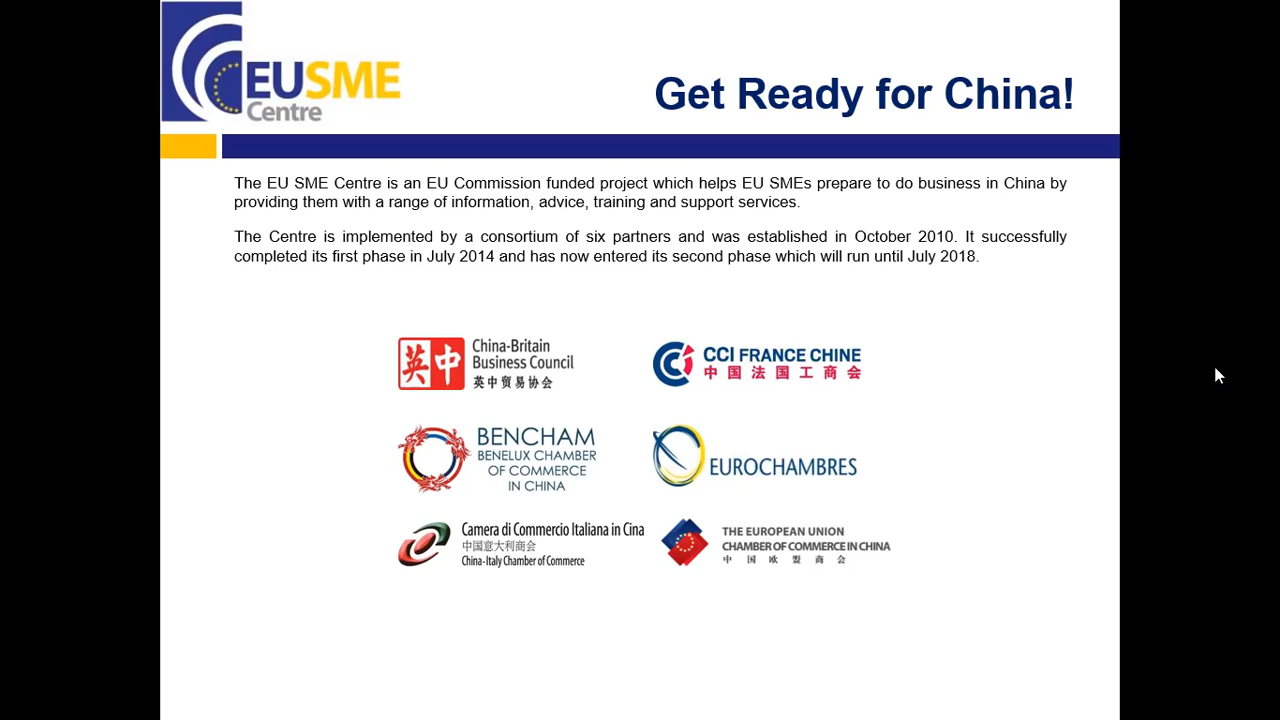 EUSME
Centre
Get Ready for China!
The EU SME Centre is an EU Commission funded project which helps EU SMEs prepare to do business in China by
providing them with a range of information, advice, training and support services.
The Centre is implemented by a consortium of six partners and was established in October 2010. It successfully
completed its first phase in July 2014 and has now entered its second phase which will run until July 2018.
英中
China-Britain
Business Council
英中贸易协会
CCI FRANCE CHINE
中国法国工商会
BENCHAM
BENELUX CHAMBER
OF COMMERCE
IN CHINA
EUROCHAMBRES
Camera di Commercio Italiana in Cina
中国意大利商会
China-Italy Chamber of Commerce
THE EUROPEAN UNION
CHAMBER OF COMMERCE IN CHINA
中国欧盟商会